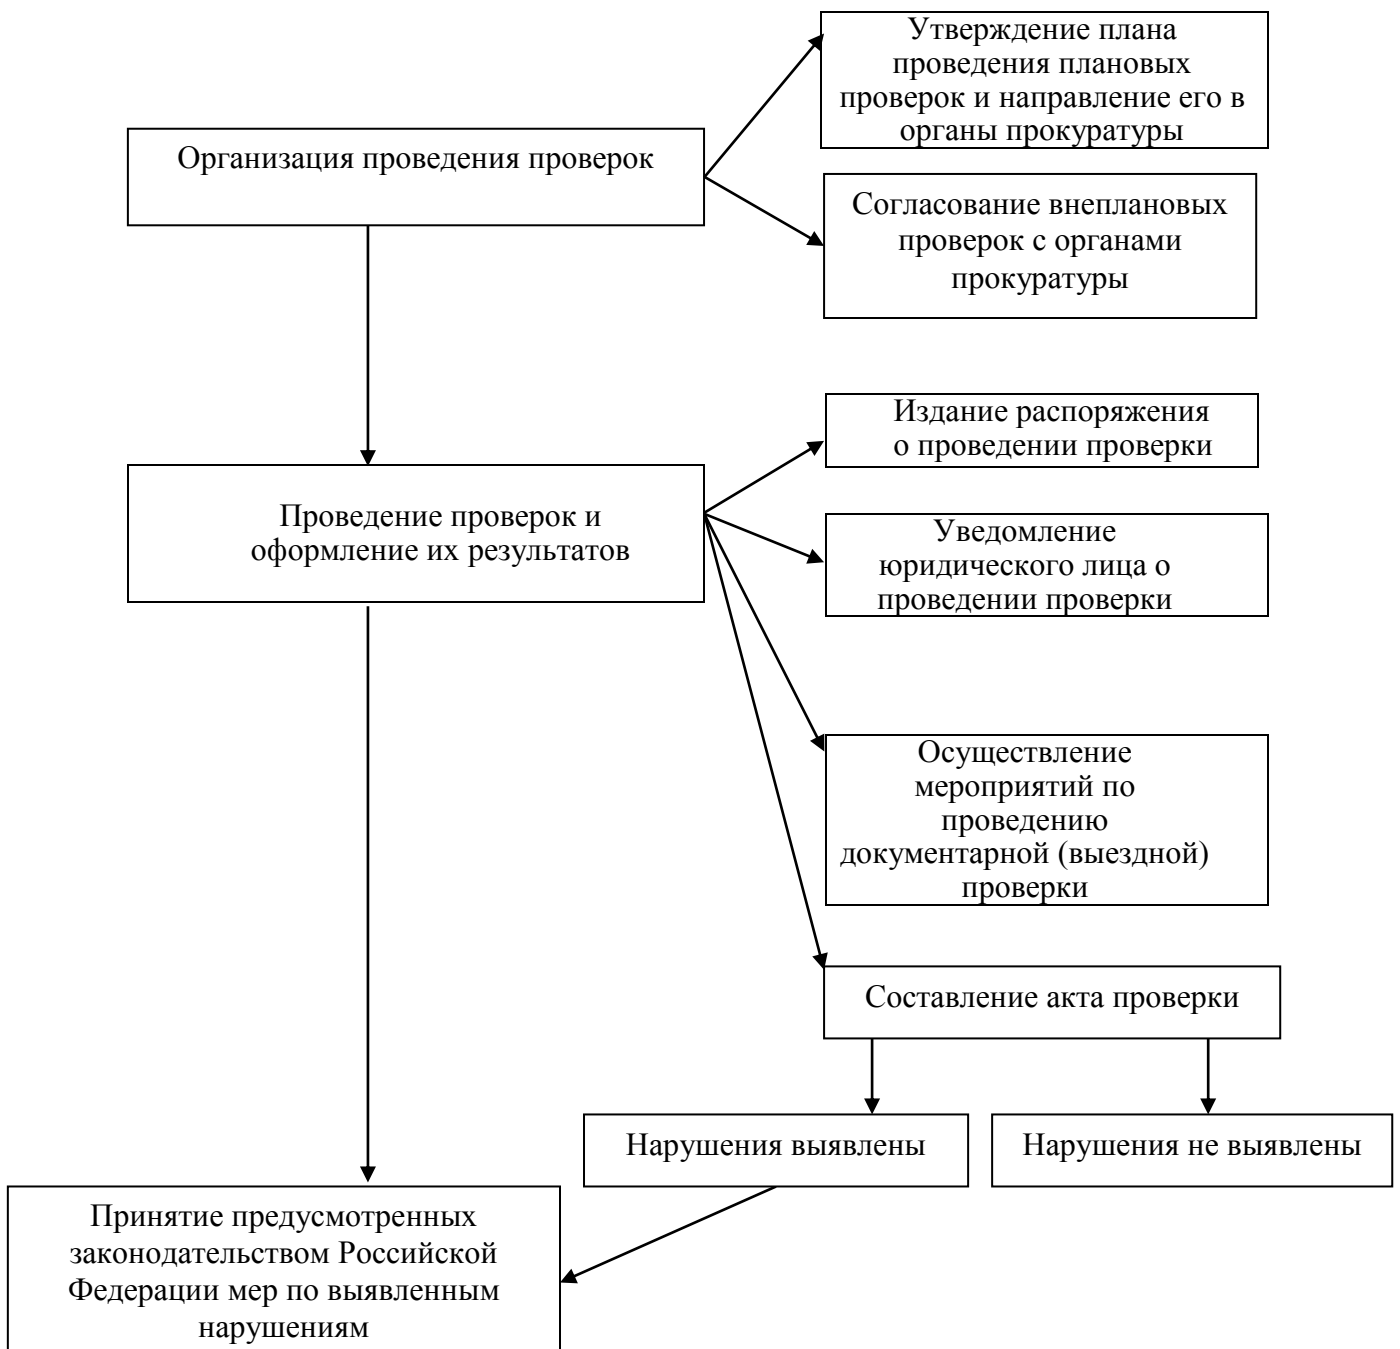 Утверждение плана
проведения плановых
проверок и направление его в
органы прокуратуры
Организация проведения проверок
Согласование внеплановых
проверок с органами
прокуратуры
Издание распоряжения
о проведении проверки
Проведение проверок и
оформление их результатов
Уведомление
юридического лица о
проведении проверки
Осуществление
мероприятий по
проведению
документарной (выездной)
проверки
Составление акта проверки
Нарушения выявлены
Нарушения не выявлены
Принятие предусмотренных
законодательством Российской
Федерации мер по выявленным
нарушениям